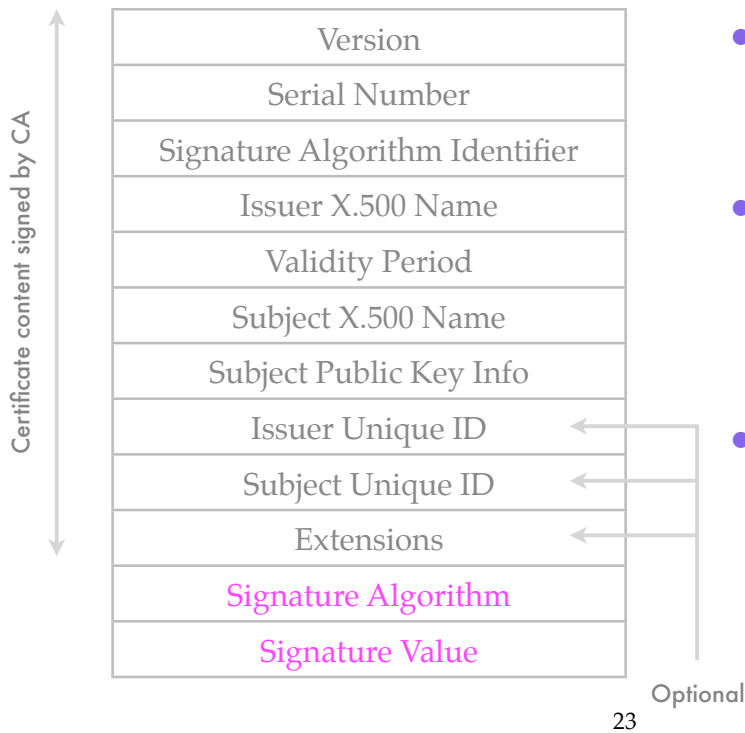 Certificate content signed by CA
Version
Serial Number
Signature Algorithm Identifier
Issuer X.500 Name
Validity Period
Subject X.500 Name
Subject Public Key Info
Issuer Unique ID
Subject Unique ID
Extensions
Signature Algorithm
Signature Value
Optional
23